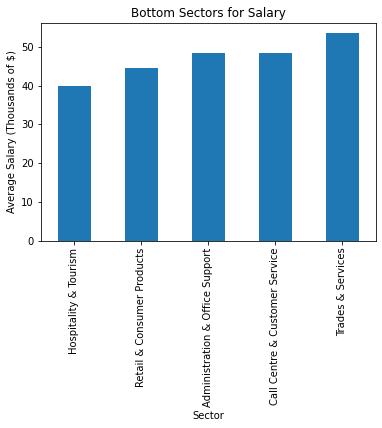 Bottom Sectors for Salary
Average Salary (Thousands of $)
50
40
30
20
10
0
Hospitality & Tourism
Retail & Consumer Products
Administration & Office Support
Call Centre & Customer Service
Trades & Services
Sector